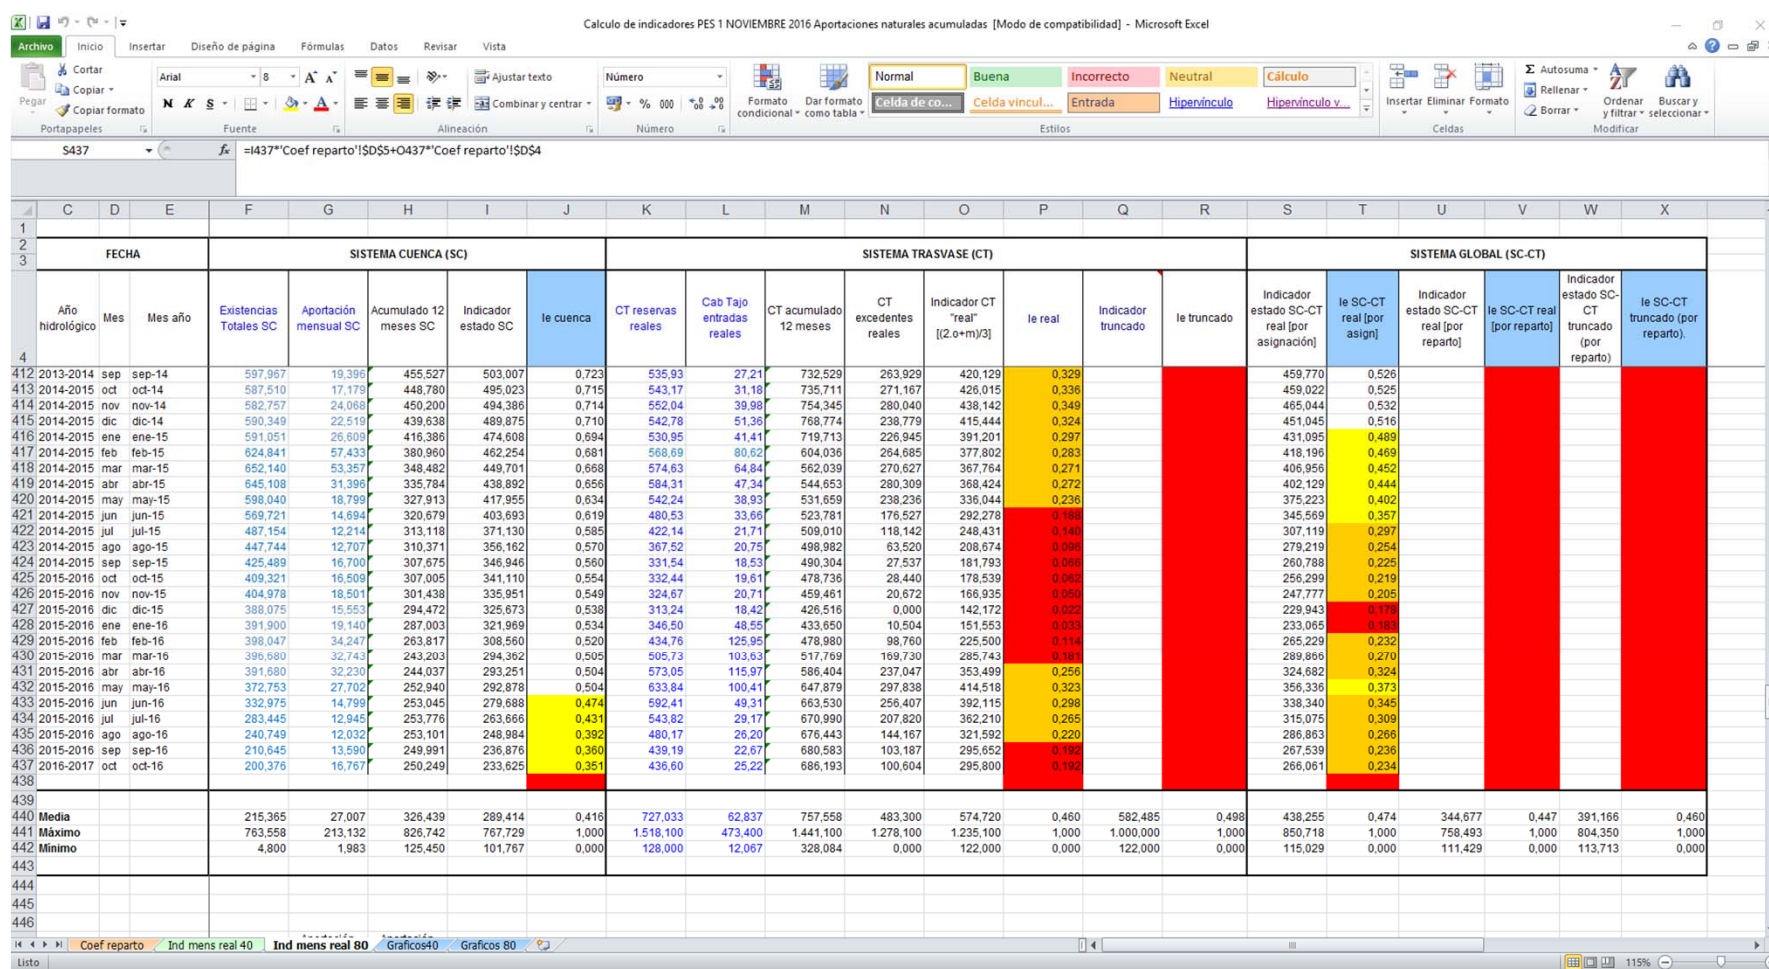 Calculo de indicadores PES 1 NOVIEMBRE 2016 Aportaciones naturales acumuladas [Modo de compatibilidad] - Microsoft Excel
Archivo Inicio Insertar Diseño de página Fórmulas Datos Revisar Vista
Cortar Arial 8 Ajustar texto Número Normal Buena Incorrecto Neutral Cálculo Σ Autosuma
Pegar Copiar N K S Combinar y centrar % 000 Formato condicional Dar formato como tabla Celda de co... Celda vincul... Entrada Hipervínculo Hipervínculo v... Insertar Eliminar Formato Rellenar Ordenar y filtrar Buscar y seleccionar
Copiar formato Borrar
Portapapeles Fuente Alineación Número Estilos Celdas Modificar
S437 fx =I437*'Coef reparto'!$D$5+O437*'Coef reparto'!$D$4
C D E F G H I J K L M N O P Q R S T U V W X
1
2
3 FECHA SISTEMA CUENCA (SC) SISTEMA TRASVASE (CT) SISTEMA GLOBAL (SC-CT)
4 Año hidrológico Mes Mes año Existencias Totales SC Aportación mensual SC Acumulado 12 meses SC Indicador estado SC Ie cuenca CT reservas reales Cab Tajo entradas reales CT acumulado 12 meses CT excedentes reales Indicador CT "real" [(2.o+m)/3] Ie real Indicador truncado Ie truncado Indicador estado SC-CT real [por asignación] Ie SC-CT real [por asign] Indicador estado SC-CT real [por reparto] Ie SC-CT real [por reparto] Indicador estado SC-CT truncado (por reparto) Ie SC-CT truncado (por reparto).
412 2013-2014 sep sep-14 597,967 19,396 455,527 503,007 0,723 535,93 27,21 732,529 263,929 420,129 0,329 459,770 0,526
413 2014-2015 oct oct-14 587,510 17,179 448,780 495,023 0,715 543,17 31,18 735,711 271,167 426,015 0,336 459,022 0,525
414 2014-2015 nov nov-14 582,757 24,068 450,200 494,386 0,714 552,04 39,98 754,345 280,040 438,142 0,349 465,044 0,532
415 2014-2015 dic dic-14 590,349 22,519 439,638 489,875 0,710 542,78 51,36 768,774 238,779 415,444 0,324 451,045 0,516
416 2014-2015 ene ene-15 591,051 26,609 416,386 474,608 0,694 530,95 41,41 719,713 226,945 391,201 0,297 431,095 0,489
417 2014-2015 feb feb-15 624,841 57,433 380,960 462,254 0,681 568,69 80,62 604,036 264,685 377,802 0,283 418,196 0,469
418 2014-2015 mar mar-15 652,140 53,357 348,482 449,701 0,668 574,63 64,84 562,039 270,627 367,764 0,271 406,956 0,452
419 2014-2015 abr abr-15 645,108 31,396 335,784 438,892 0,656 584,31 47,34 544,653 280,309 368,424 0,272 402,129 0,444
420 2014-2015 may may-15 598,040 18,799 327,913 417,955 0,634 542,24 38,93 531,659 238,236 336,044 0,236 375,223 0,402
421 2014-2015 jun jun-15 569,721 14,694 320,679 403,693 0,619 480,53 33,66 523,781 176,527 292,278 0,188 345,569 0,357
422 2014-2015 jul jul-15 487,154 12,214 313,118 371,130 0,585 422,14 21,71 509,010 118,142 248,431 0,140 307,119 0,297
423 2014-2015 ago ago-15 447,744 12,707 310,371 356,162 0,570 367,52 20,75 498,982 63,520 208,674 0,096 279,219 0,254
424 2014-2015 sep sep-15 425,489 16,700 307,675 346,946 0,560 331,54 18,53 490,304 27,537 181,793 0,066 260,788 0,225
425 2015-2016 oct oct-15 409,321 16,509 307,005 341,110 0,554 332,44 19,61 478,736 28,440 178,539 0,062 256,299 0,219
426 2015-2016 nov nov-15 404,978 18,501 301,438 335,951 0,549 324,67 20,71 459,461 20,672 166,935 0,050 247,777 0,205
427 2015-2016 dic dic-15 388,075 15,553 294,472 325,673 0,538 313,24 18,42 426,516 0,000 142,172 0,022 229,943 0,178
428 2015-2016 ene ene-16 391,900 19,140 287,003 321,969 0,534 346,50 48,55 433,650 10,504 151,553 0,033 233,065 0,183
429 2015-2016 feb feb-16 398,047 34,247 263,817 308,560 0,520 434,76 125,95 478,980 98,760 225,500 0,114 265,229 0,232
430 2015-2016 mar mar-16 396,680 32,743 243,203 294,362 0,505 505,73 103,63 517,769 169,730 285,743 0,181 289,866 0,270
431 2015-2016 abr abr-16 391,680 32,230 244,037 293,251 0,504 573,05 115,97 586,404 237,047 353,499 0,256 324,682 0,324
432 2015-2016 may may-16 372,753 27,702 252,940 292,878 0,504 633,84 100,41 647,879 297,838 414,518 0,323 356,336 0,373
433 2015-2016 jun jun-16 332,975 14,799 253,045 279,688 0,474 592,41 49,31 663,530 256,407 392,115 0,298 338,340 0,345
434 2015-2016 jul jul-16 283,445 12,945 253,776 263,666 0,431 543,82 29,17 670,990 207,820 362,210 0,265 315,075 0,309
435 2015-2016 ago ago-16 240,749 12,032 253,101 248,984 0,392 480,17 26,20 676,443 144,167 321,592 0,220 286,863 0,266
436 2015-2016 sep sep-16 210,645 13,590 249,991 236,876 0,360 439,19 22,67 680,583 103,187 295,652 0,192 267,539 0,236
437 2016-2017 oct oct-16 200,376 16,767 250,249 233,625 0,351 436,60 25,22 686,193 100,604 295,800 0,192 266,061 0,234
438
439
440 Media 215,365 27,007 326,439 289,414 0,416 727,033 62,837 757,558 483,300 574,720 0,460 582,485 0,498 438,255 0,474 344,677 0,447 391,166 0,460
441 Máximo 763,558 213,132 826,742 767,729 1,000 1.518,100 473,400 1.441,100 1.278,100 1.235,100 1,000 1.000,000 1,000 850,718 1,000 758,493 1,000 804,350 1,000
442 Mínimo 4,800 1,983 125,450 101,767 0,000 128,000 12,067 328,084 0,000 122,000 0,000 122,000 0,000 115,029 0,000 111,429 0,000 113,713 0,000
443
444
445
446
Coef reparto Ind mens real 40 Ind mens real 80 Graficos40 Graficos 80
Listo 115%